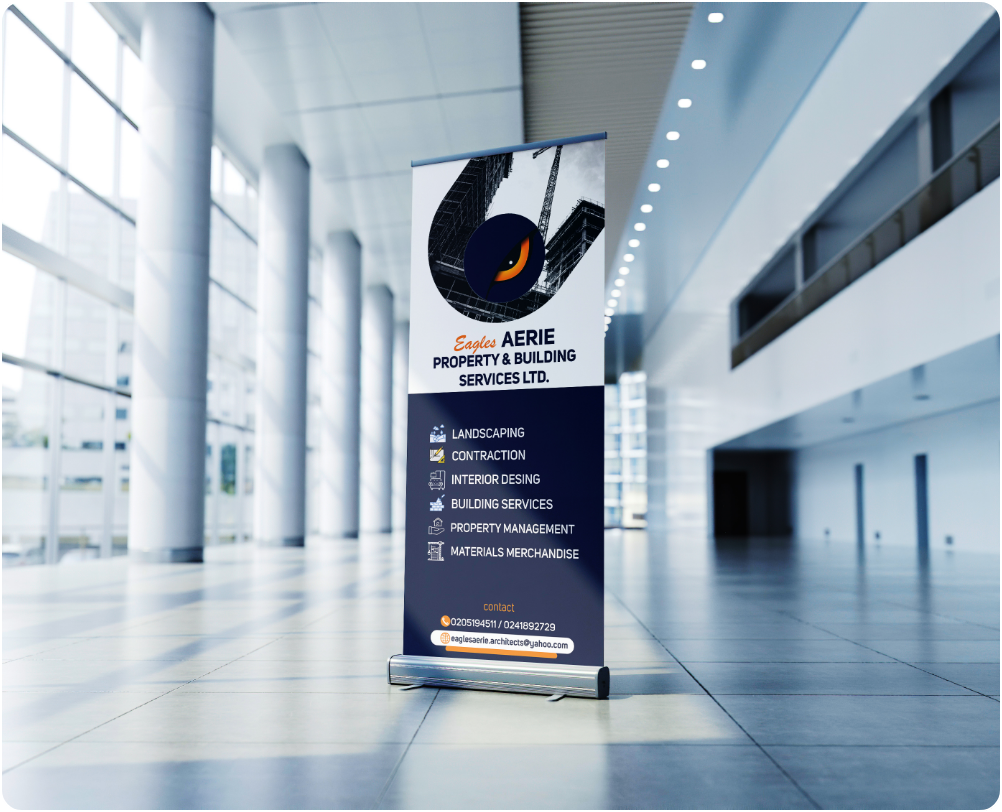 Eagles AERIE
PROPERTY & BUILDING
SERVICES LTD.
LANDSCAPING
CONTRACTION
INTERIOR DESING
BUILDING SERVICES
PROPERTY MANAGEMENT
MATERIALS MERCHANDISE
contact
0205194511 / 0241892729
eaglesaerie.architects@yahoo.com